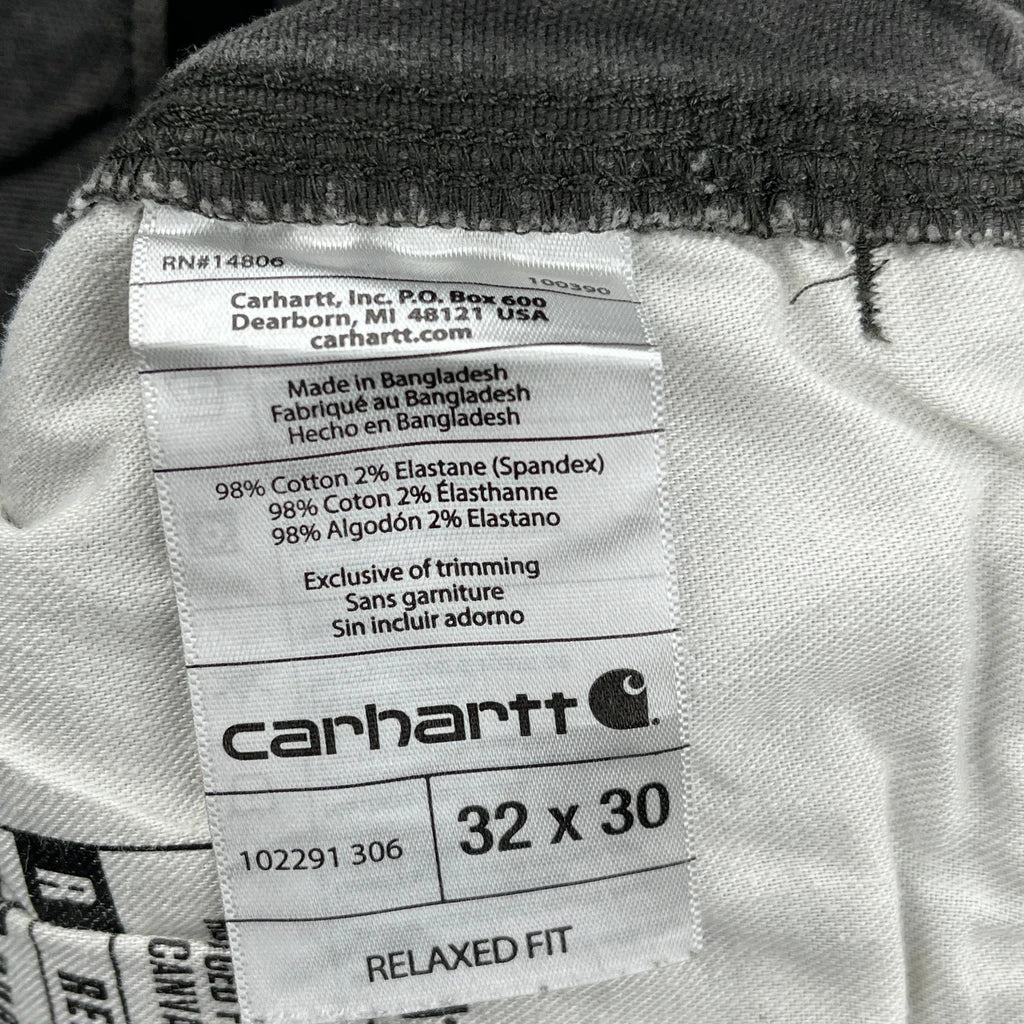 RN#14806
100390
Carhartt, Inc. P.O. Box 600
Dearborn, MI 48121 USA
carhartt.com
Made in Bangladesh
Fabriqué au Bangladesh
Hecho en Bangladesh
98% Cotton 2% Elastane (Spandex)
98% Coton 2% Élasthanne
98% Algodón 2% Elastano
Exclusive of trimming
Sans garniture
Sin incluir adorno
carhartt
102291 306
32 x 30
RELAXED FIT
R